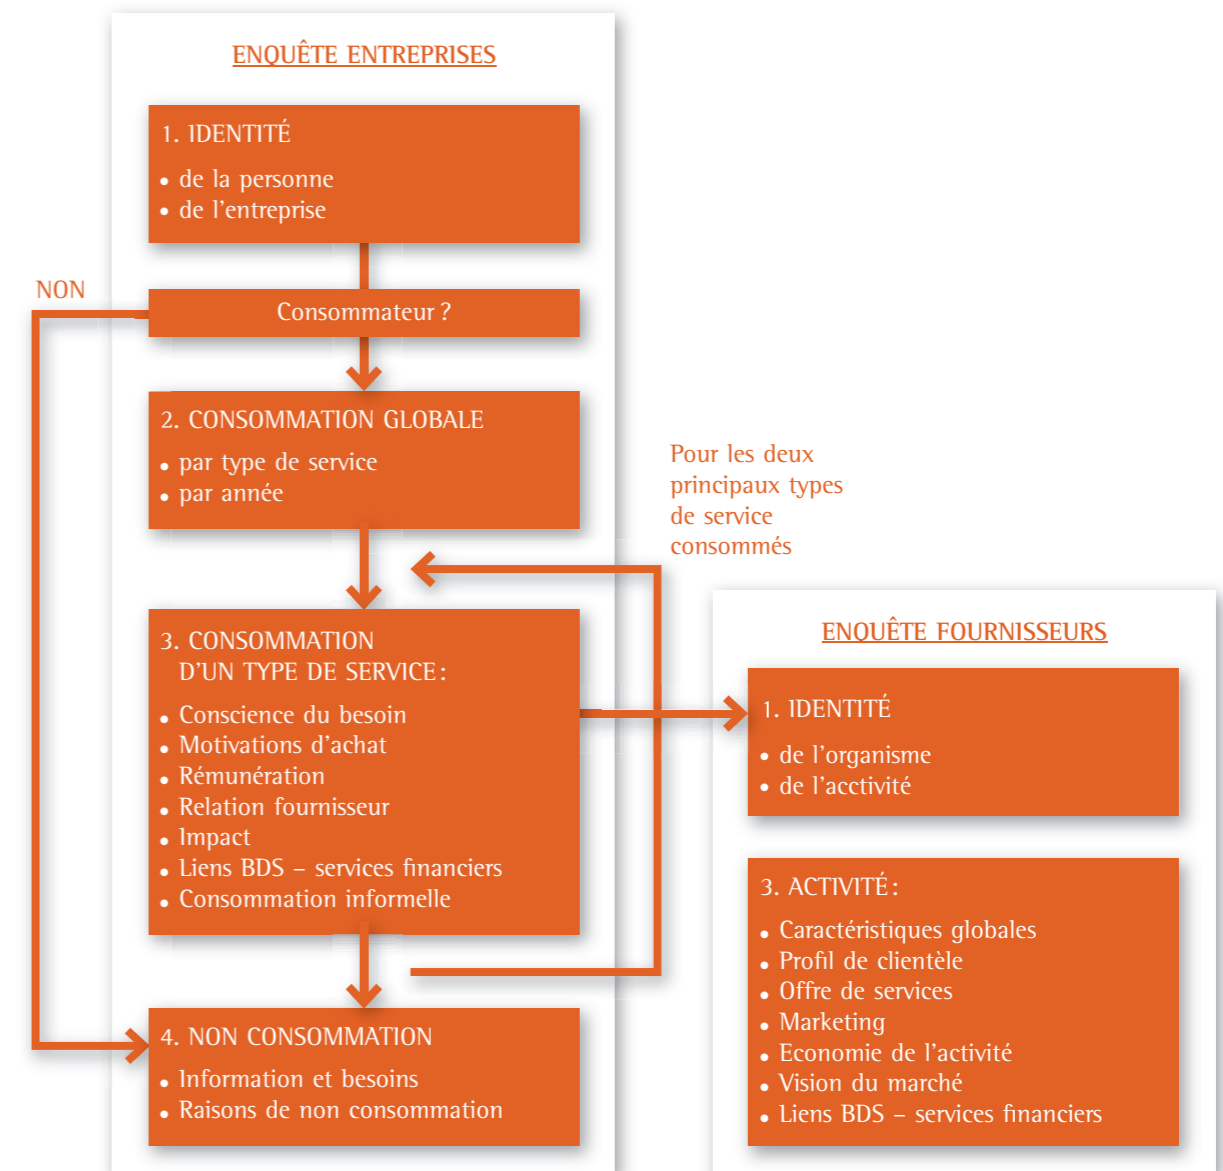 ENQUÊTE ENTREPRISES
1. IDENTITÉ
• de la personne
• de l'entreprise
NON
Consommateur ?
2. CONSOMMATION GLOBALE
• par type de service
• par année
Pour les deux
principaux types
de service
consommés
3. CONSOMMATION
D'UN TYPE DE SERVICE :
• Conscience du besoin
• Motivations d'achat
• Rémunération
• Relation fournisseur
• Impact
• Liens BDS – services financiers
• Consommation informelle
4. NON CONSOMMATION
• Information et besoins
• Raisons de non consommation
ENQUÊTE FOURNISSEURS
1. IDENTITÉ
• de l'organisme
• de l'acctivité
3. ACTIVITÉ :
• Caractéristiques globales
• Profil de clientèle
• Offre de services
• Marketing
• Economie de l'activité
• Vision du marché
• Liens BDS – services financiers